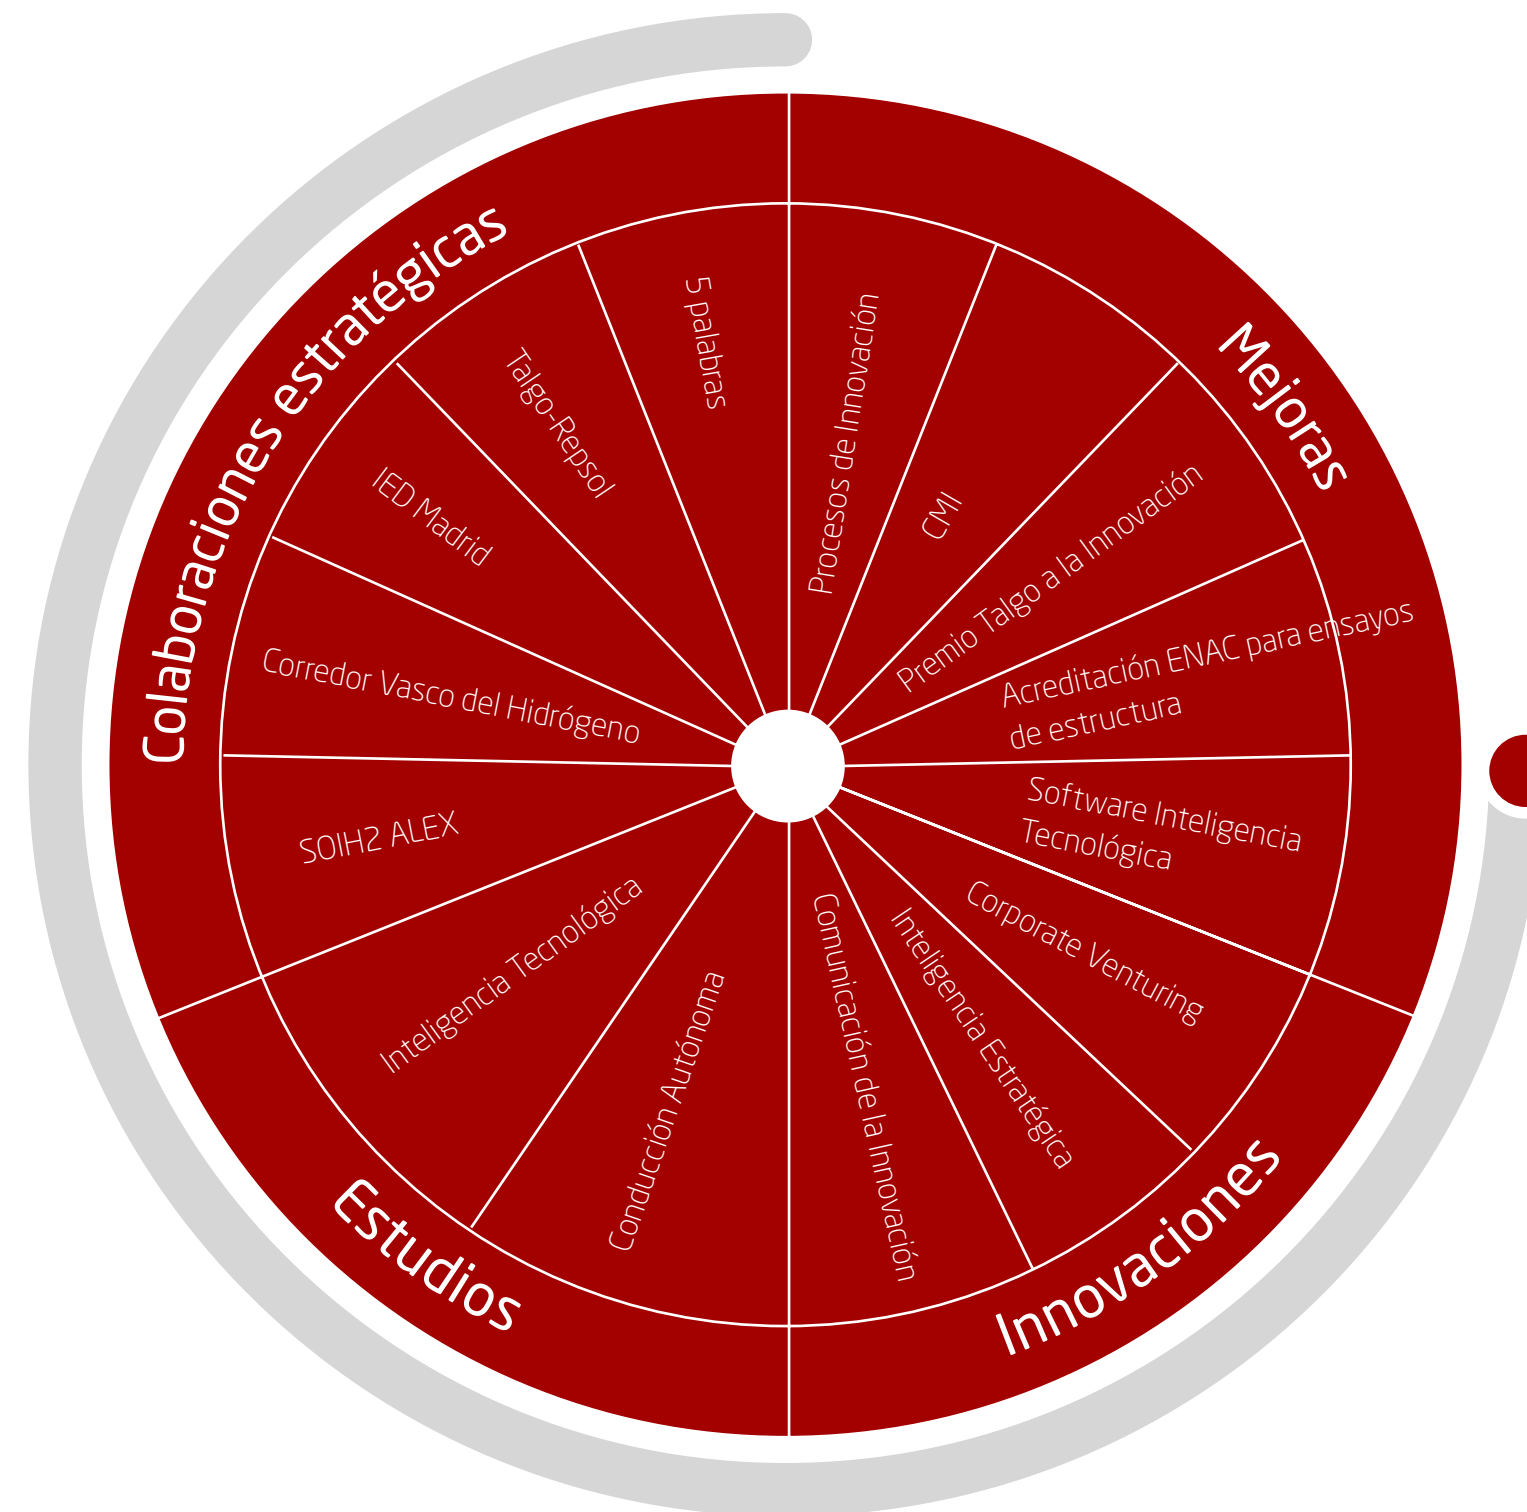 Colaboraciones estratégicas
5 palabras
Talgo-Repsol
IED Madrid
Corredor Vasco del Hidrógeno
SOIH2 ALEX
Mejoras
Procesos de Innovación
CMI
Premio Talgo a la Innovación
Acreditación ENAC para ensayos
de estructura
Software Inteligencia
Tecnológica
Innovaciones
Corporate Venturing
Inteligencia Estratégica
Comunicación de la Innovación
Estudios
Conducción Autónoma
Inteligencia Tecnológica